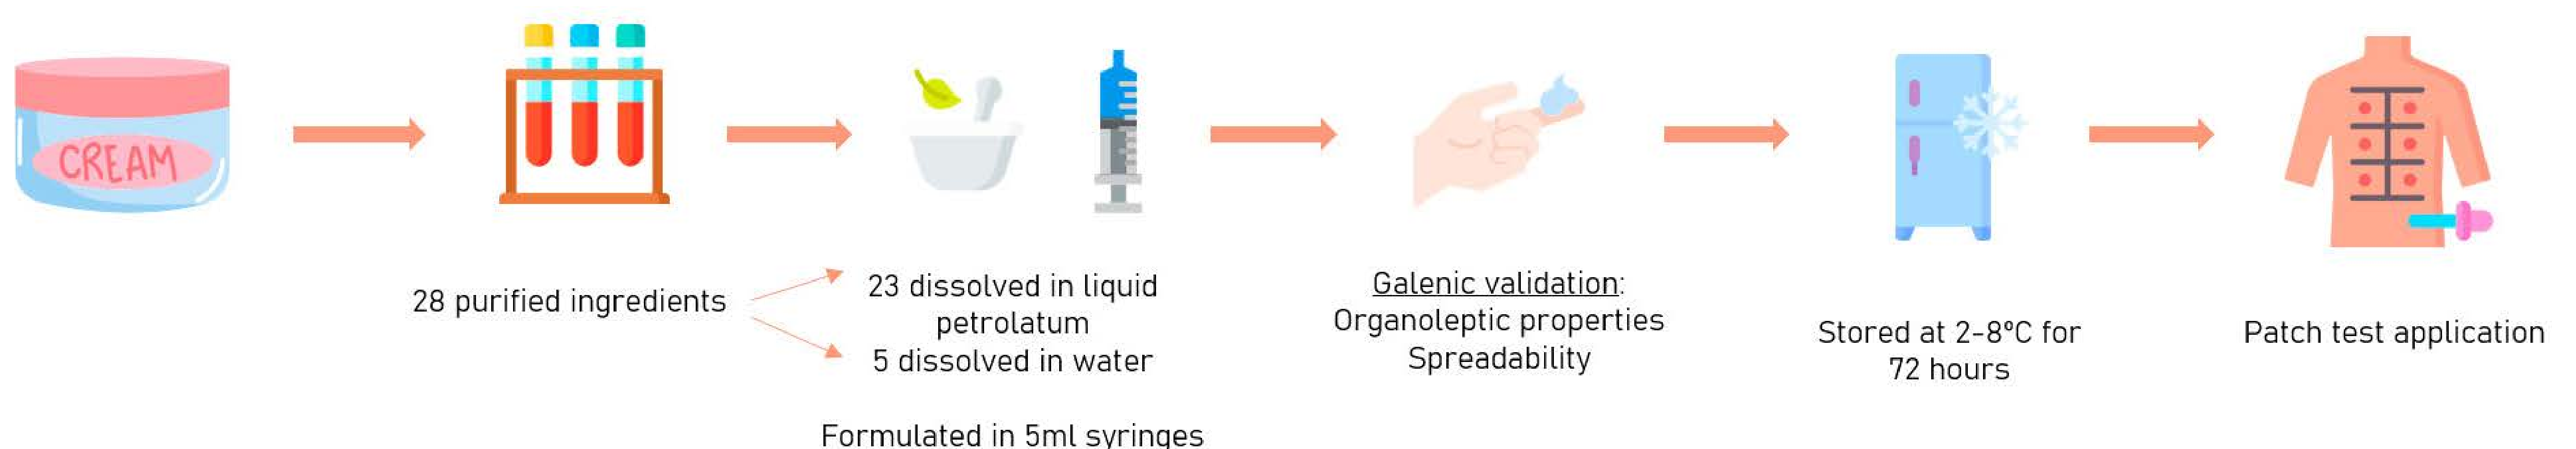 CREAM
28 purified ingredients
23 dissolved in liquid
petrolatum
5 dissolved in water
Formulated in 5ml syringes
Galenic validation:
Organoleptic properties
Spreadability
Stored at 2-8ºC for
72 hours
Patch test application